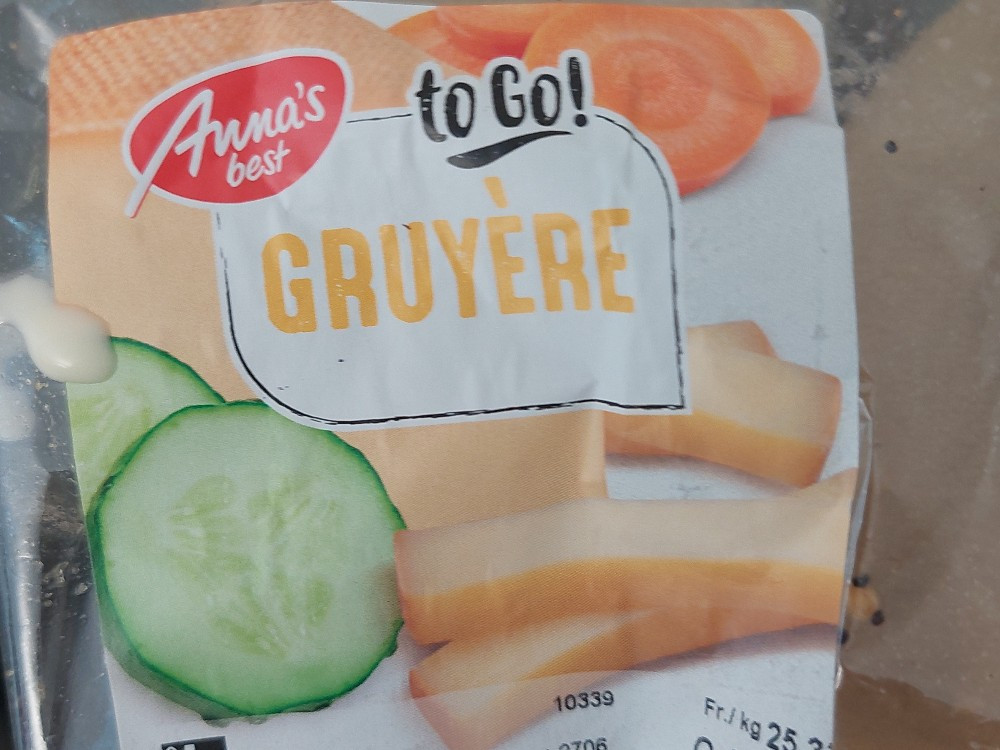 Anna's
best
to Go!
GRUYÈRE
10339
Fr./kg